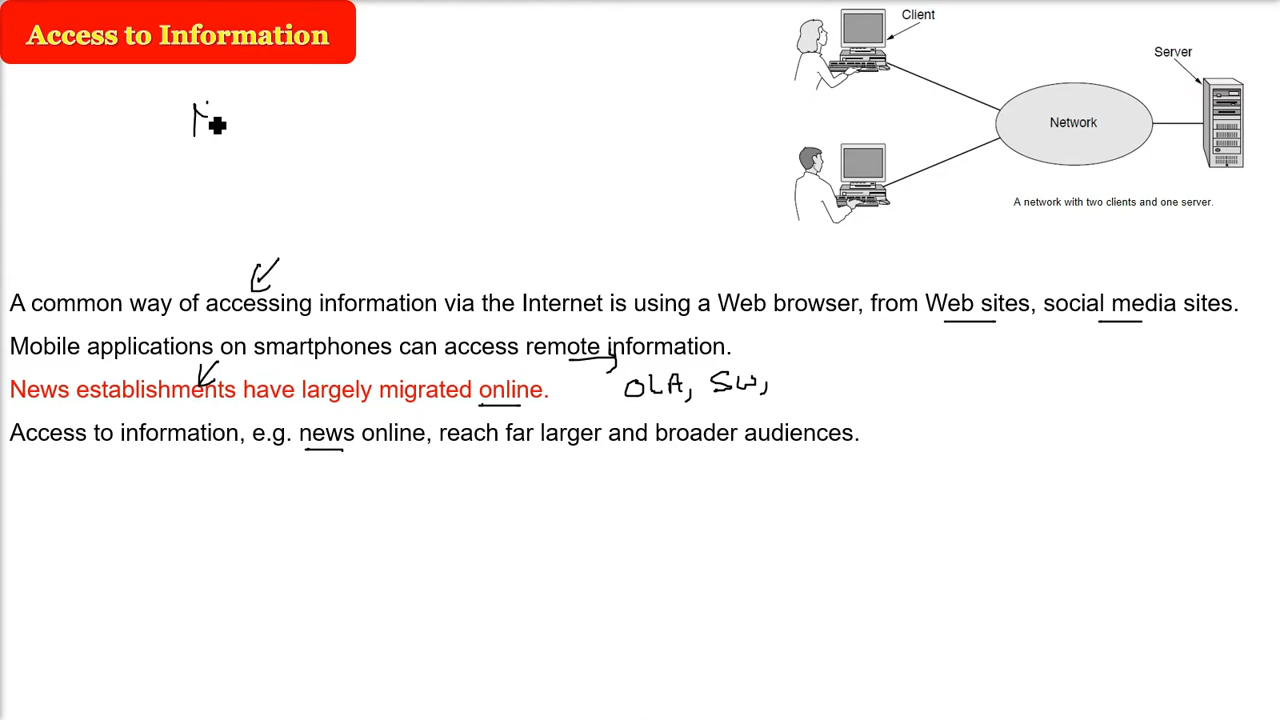 Access to Information
Client
Server
Network
A network with two clients and one server.
A common way of accessing information via the Internet is using a Web browser, from Web sites, social media sites.
Mobile applications on smartphones can access remote information.
News establishments have largely migrated online.
OLA, SW,
Access to information, e.g. news online, reach far larger and broader audiences.